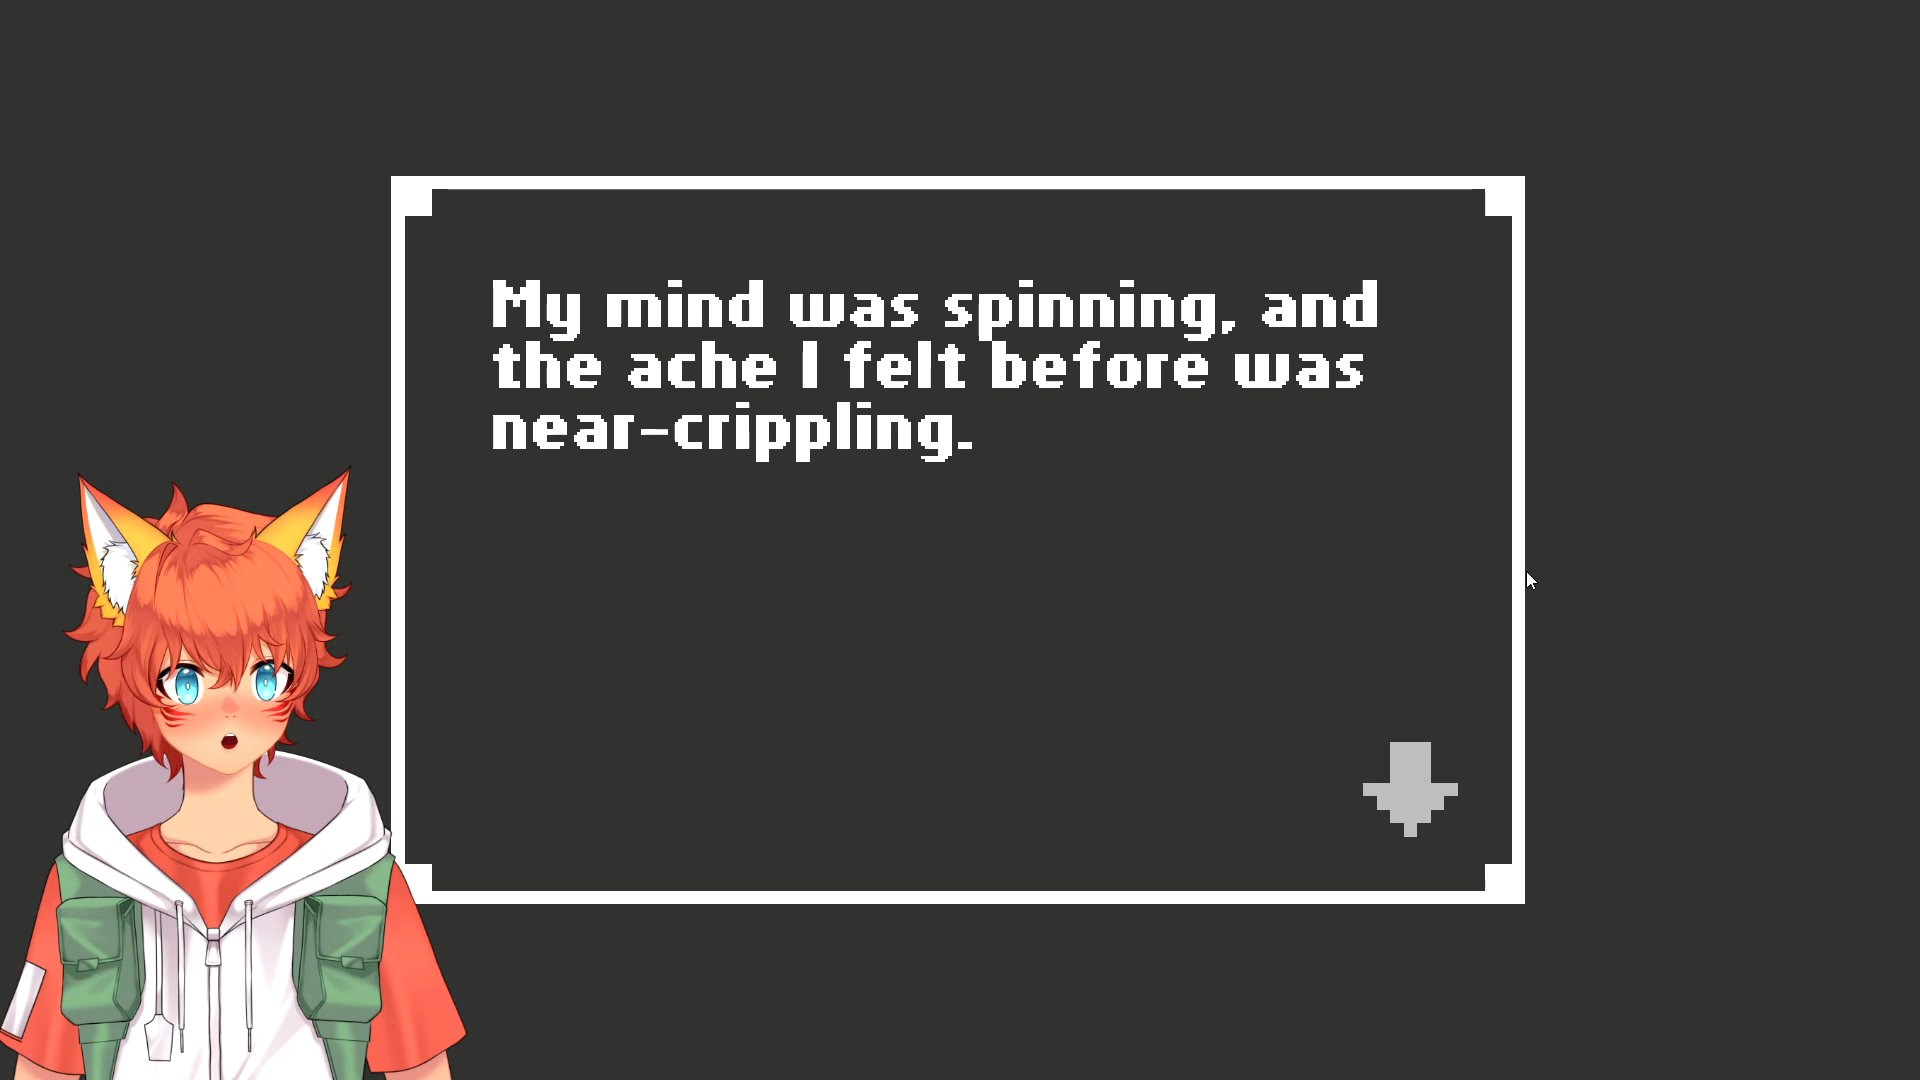 My mind was spinning, and
the ache I felt before was
near-crippling.